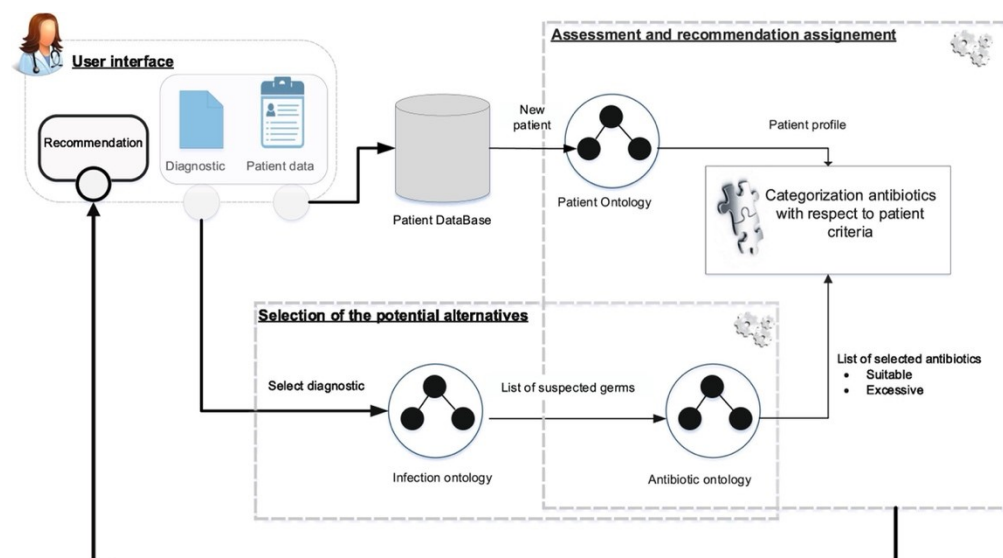 Assessment and recommendation assignement
User interface
Recommendation
Diagnostic
Patient data
New
patient
Patient DataBase
Patient Ontology
Patient profile
Categorization antibiotics
with respect to patient
criteria
Selection of the potential alternatives
Select diagnostic
List of suspected germs
Infection ontology
Antibiotic ontology
List of selected antibiotics
• Suitable
• Excessive